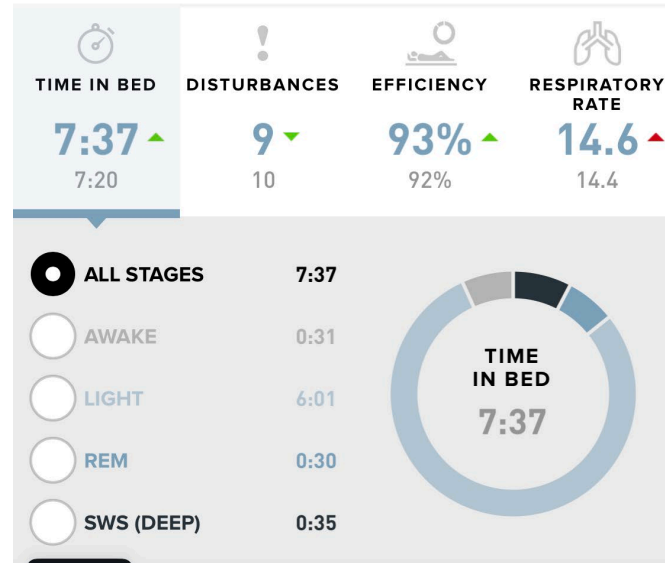 TIME IN BED
DISTURBANCES
EFFICIENCY
RESPIRATORY
RATE
7:37
9
93%
14.6
7:20
10
92%
14.4
ALL STAGES 7:37
AWAKE 0:31
LIGHT 6:01
REM 0:30
SWS (DEEP) 0:35
TIME
IN BED
7:37